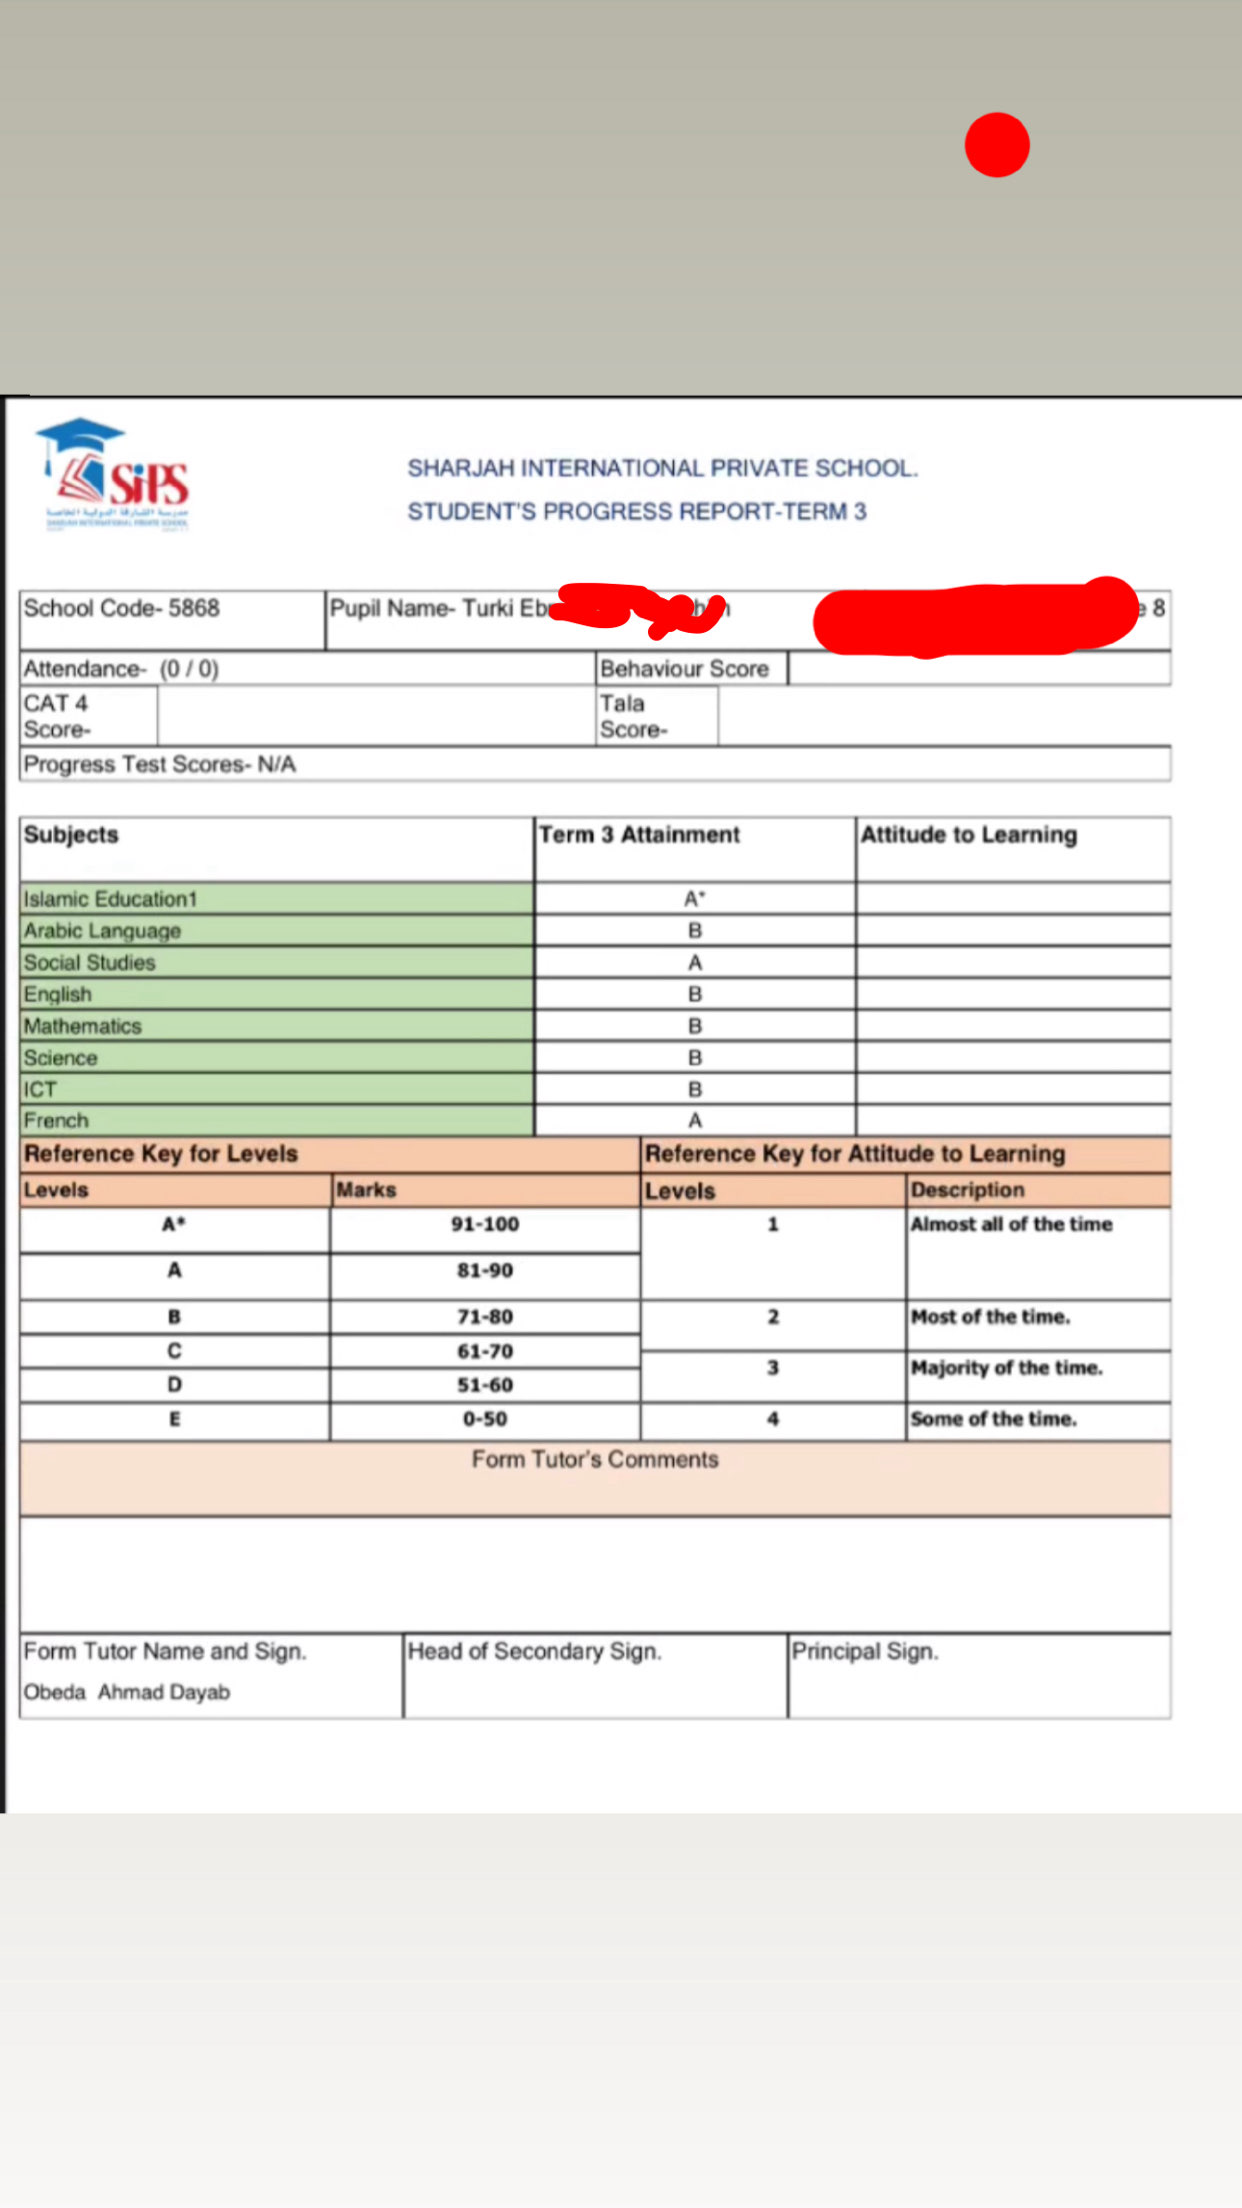 SiPS
مدرسة الشارقة الدولية الخاصة
SHARJAH INTERNATIONAL PRIVATE SCHOOL
SHARJAH INTERNATIONAL PRIVATE SCHOOL.
STUDENT'S PROGRESS REPORT-TERM 3
School Code- 5868 Pupil Name- Turki 8
Attendance- (0 / 0) Behaviour Score
CAT 4 Score- Tala Score-
Progress Test Scores- N/A
Subjects Term 3 Attainment Attitude to Learning
Islamic Education1 A*
Arabic Language B
Social Studies A
English B
Mathematics B
Science B
ICT B
French A
Reference Key for Levels Reference Key for Attitude to Learning
Levels Marks Levels Description
A* 91-100 1 Almost all of the time
A 81-90
B 71-80 2 Most of the time.
C 61-70
3 Majority of the time.
D 51-60
E 0-50 4 Some of the time.
Form Tutor's Comments
Form Tutor Name and Sign. Head of Secondary Sign. Principal Sign.
Obeda Ahmad Dayab